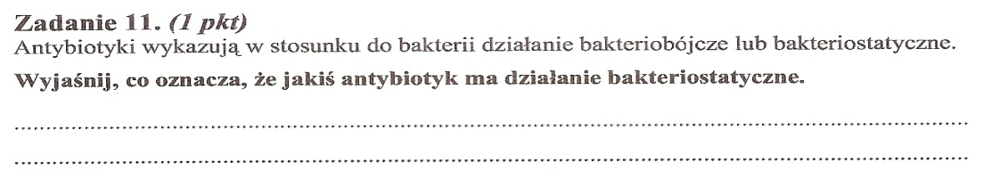 Zadanie 11. (1 pkt)
Antybiotyki wykazują w stosunku do bakterii działanie bakteriobójcze lub bakteriostatyczne.
Wyjaśnij, co oznacza, że jakiś antybiotyk ma działanie bakteriostatyczne.